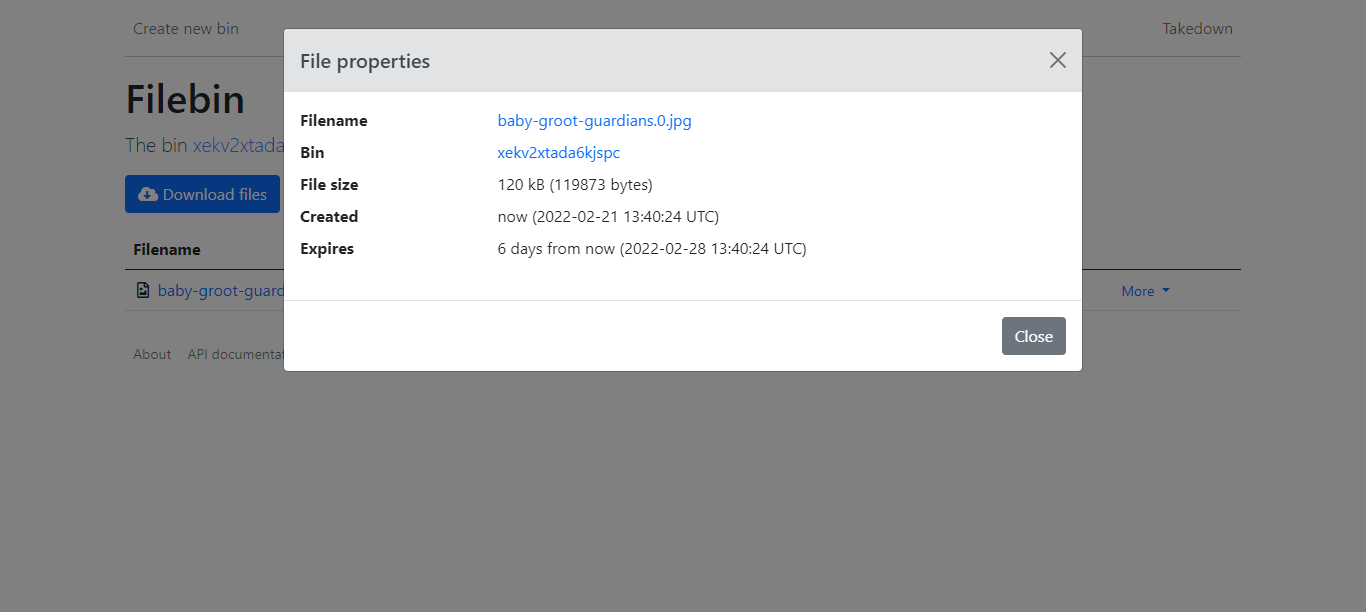 Create new bin
Takedown
File properties
Filebin
Filename baby-groot-guardians.0.jpg
The bin xekv2xtada
Bin xekv2xtada6kjspc
File size 120 kB (119873 bytes)
Download files
Created now (2022-02-21 13:40:24 UTC)
Expires 6 days from now (2022-02-28 13:40:24 UTC)
Filename
baby-groot-guard
More
Close
About API documentat